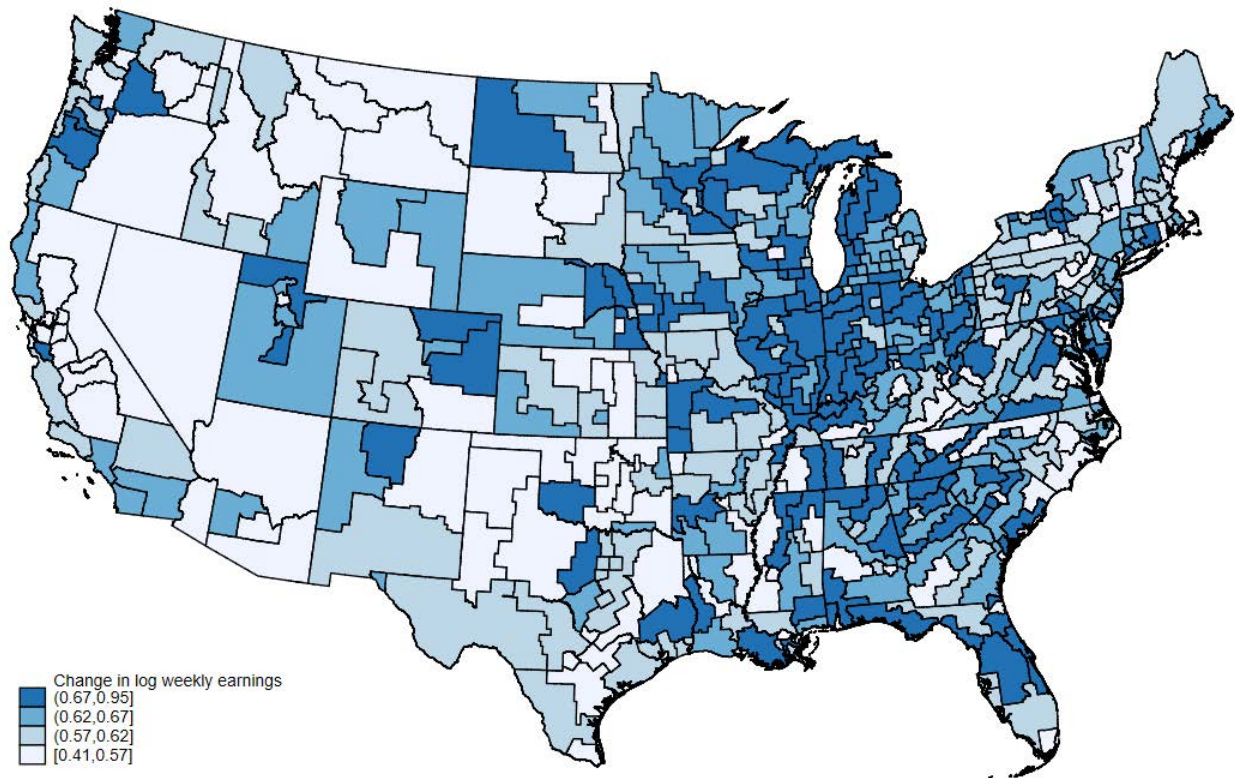 Change in log weekly earnings
(0.67,0.95]
(0.62,0.67]
(0.57,0.62]
[0.41,0.57]